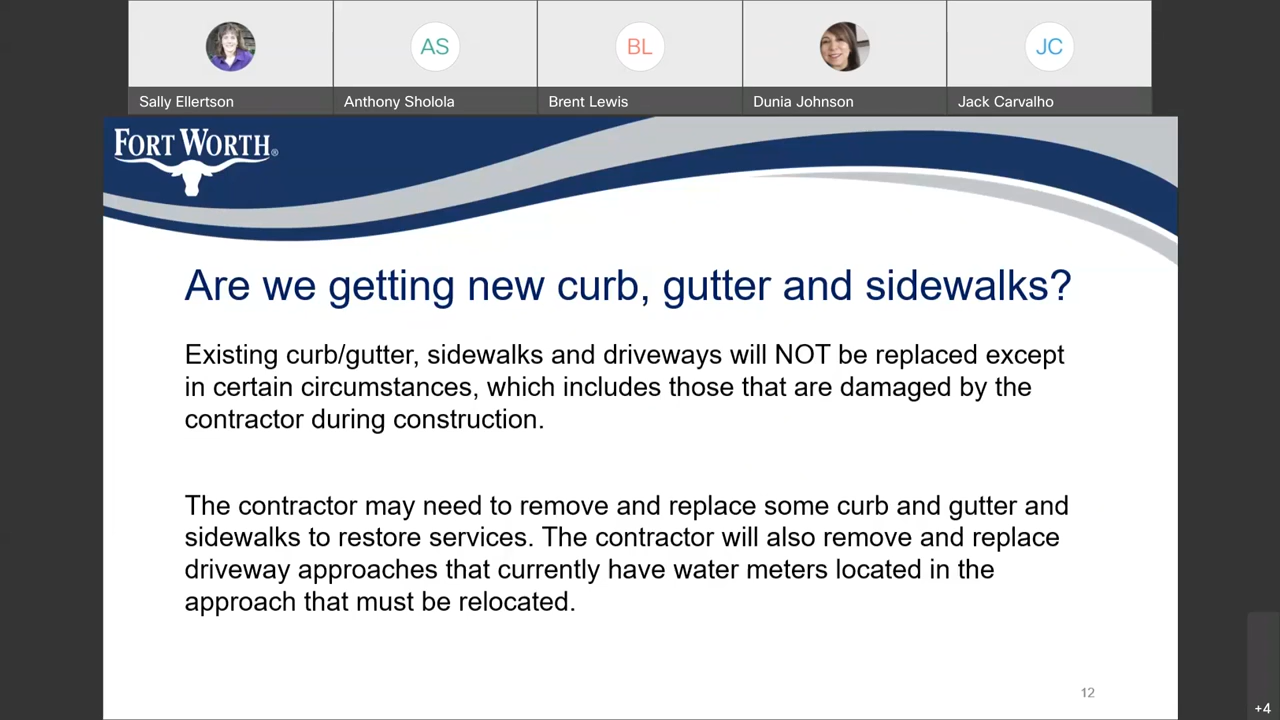 AS
BL
JC
Sally Ellertson
Anthony Sholola
Brent Lewis
Dunia Johnson
Jack Carvalho
FORT WORTH®
Are we getting new curb, gutter and sidewalks?
Existing curb/gutter, sidewalks and driveways will NOT be replaced except
in certain circumstances, which includes those that are damaged by the
contractor during construction.
The contractor may need to remove and replace some curb and gutter and
sidewalks to restore services. The contractor will also remove and replace
driveway approaches that currently have water meters located in the
approach that must be relocated.
12
+4